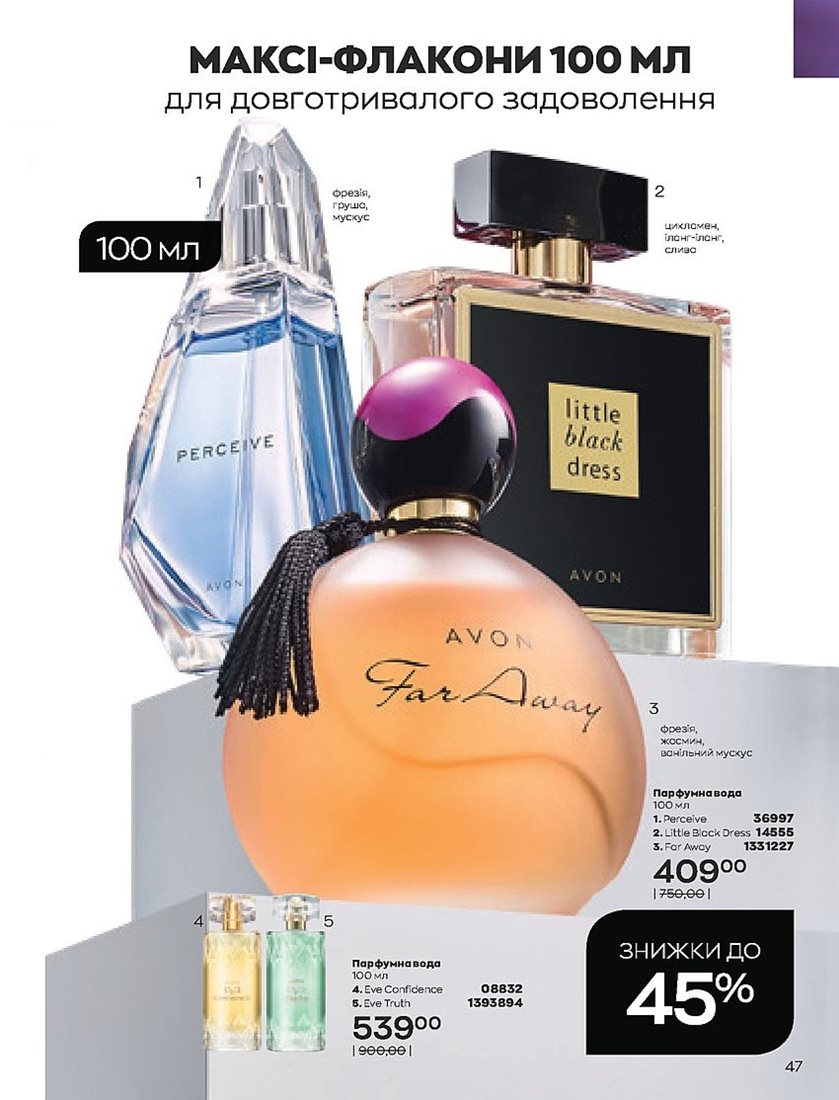 МАКСІ-ФЛАКОНИ 100 МЛ
для довготривалого задоволення
1
фрезія,
груша,
мускус
100 МЛ
2
цикламен,
іланг-іланг,
слива
PERCEIVE
AVON
little
black
dress
AVON
AVON
Far Away
3
фрезія,
жасмин,
ванільний мускус
Парфумна вода
100 мл
1. Perceive 36997
2. Little Black Dress 14555
3. Far Away 1331227
409⁰⁰
|750,00|
4
5
Парфумна вода
100 мл
4. Eve Confidence 08832
5. Eve Truth 1393894
539⁰⁰
|900,00|
ЗНИЖКИ ДО
45%
47